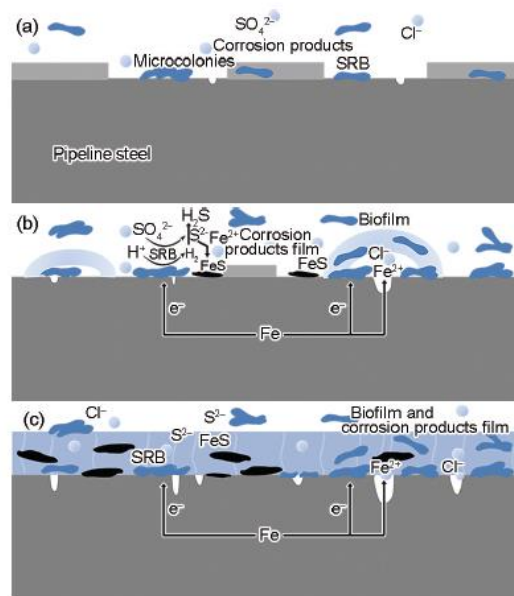 (a)
SO₄²⁻
Cl⁻
Corrosion products
Microcolonies
SRB
Pipeline steel
(b)
H₂S
SO₄²⁻
S²⁻
Fe²⁺
Corrosion
products film
H⁺
SRB
H₂
FeS
FeS
Biofilm
Cl⁻
Fe²⁺
e⁻
e⁻
Fe
(c)
Cl⁻
S²⁻
Biofilm and
corrosion products film
S²⁻
FeS
SRB
Fe²⁺
Cl⁻
e⁻
e⁻
Fe